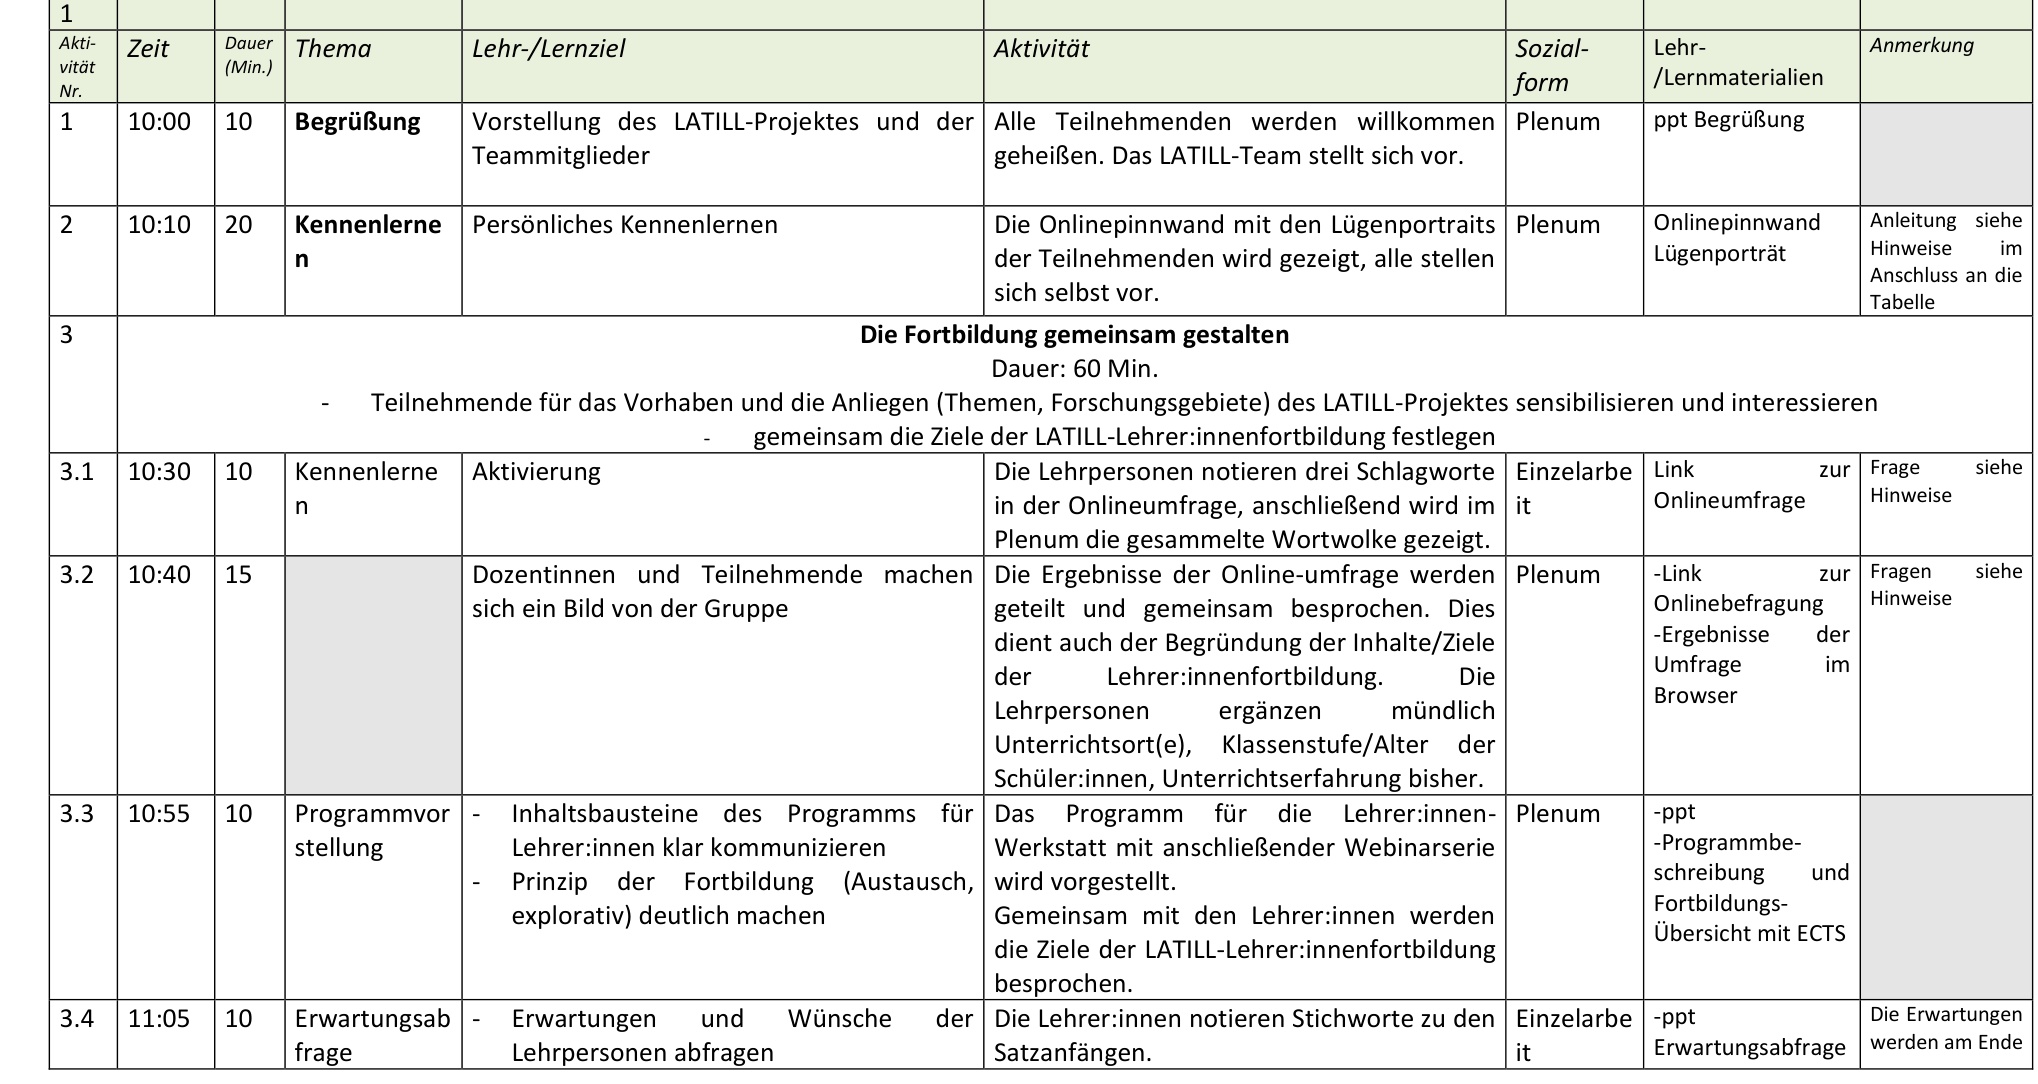 1
Akti-
vität
Nr.
Zeit
Dauer
(Min.)
Thema
Lehr-/Lernziel
Aktivität
Sozial-
form
Lehr-
/Lernmaterialien
Anmerkung
1
10:00
10
Begrüßung
Vorstellung des LATILL-Projektes und der
Teammitglieder
Alle Teilnehmenden werden willkommen
geheißen. Das LATILL-Team stellt sich vor.
Plenum
ppt Begrüßung
2
10:10
20
Kennenlerne
n
Persönliches Kennenlernen
Die Onlinepinnwand mit den Lügenportraits
der Teilnehmenden wird gezeigt, alle stellen
sich selbst vor.
Plenum
Onlinepinnwand
Lügenporträt
Anleitung siehe
Hinweise im
Anschluss an die
Tabelle
3
Die Fortbildung gemeinsam gestalten
Dauer: 60 Min.
- Teilnehmende für das Vorhaben und die Anliegen (Themen, Forschungsgebiete) des LATILL-Projektes sensibilisieren und interessieren
- gemeinsam die Ziele der LATILL-Lehrer:innenfortbildung festlegen
3.1
10:30
10
Kennenlerne
n
Aktivierung
Die Lehrpersonen notieren drei Schlagworte
in der Onlineumfrage, anschließend wird im
Plenum die gesammelte Wortwolke gezeigt.
Einzelarbe
it
Link zur
Onlineumfrage
Frage siehe
Hinweise
3.2
10:40
15
Dozentinnen und Teilnehmende machen
sich ein Bild von der Gruppe
Die Ergebnisse der Online-umfrage werden
geteilt und gemeinsam besprochen. Dies
dient auch der Begründung der Inhalte/Ziele
der Lehrer:innenfortbildung. Die
Lehrpersonen ergänzen mündlich
Unterrichtsort(e), Klassenstufe/Alter der
Schüler:innen, Unterrichtserfahrung bisher.
Plenum
-Link zur
Onlinebefragung
-Ergebnisse der
Umfrage im
Browser
Fragen siehe
Hinweise
3.3
10:55
10
Programmvor
stellung
- Inhaltsbausteine des Programms für
Lehrer:innen klar kommunizieren
- Prinzip der Fortbildung (Austausch,
explorativ) deutlich machen
Das Programm für die Lehrer:innen-
Werkstatt mit anschließender Webinarserie
wird vorgestellt.
Gemeinsam mit den Lehrer:innen werden
die Ziele der LATILL-Lehrer:innenfortbildung
besprochen.
Plenum
-ppt
-Programmbe-
schreibung und
Fortbildungs-
Übersicht mit ECTS
3.4
11:05
10
Erwartungsab
frage
- Erwartungen und Wünsche der
Lehrpersonen abfragen
Die Lehrer:innen notieren Stichworte zu den
Satzanfängen.
Einzelarbe
it
-ppt
Erwartungsabfrage
Die Erwartungen
werden am Ende